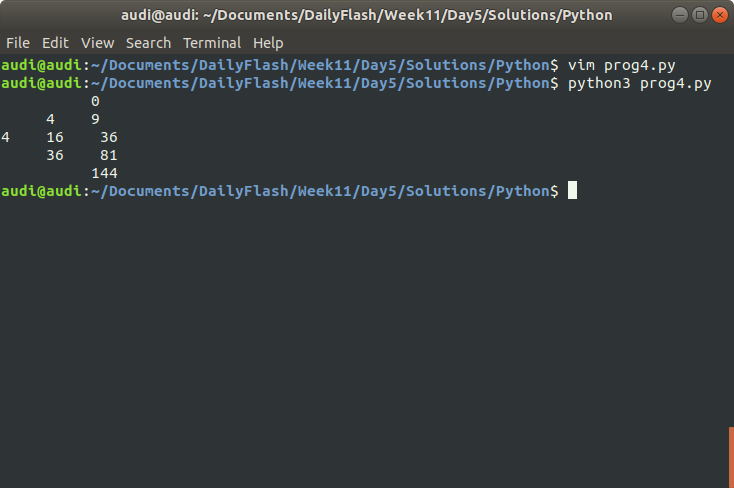 audi@audi: ~/Documents/DailyFlash/Week11/Day5/Solutions/Python
File Edit View Search Terminal Help
audi@audi:~/Documents/DailyFlash/Week11/Day5/Solutions/Python$ vim prog4.py
audi@audi:~/Documents/DailyFlash/Week11/Day5/Solutions/Python$ python3 prog4.py
          0
     4    9
4    16    36
     36    81
          144
audi@audi:~/Documents/DailyFlash/Week11/Day5/Solutions/Python$